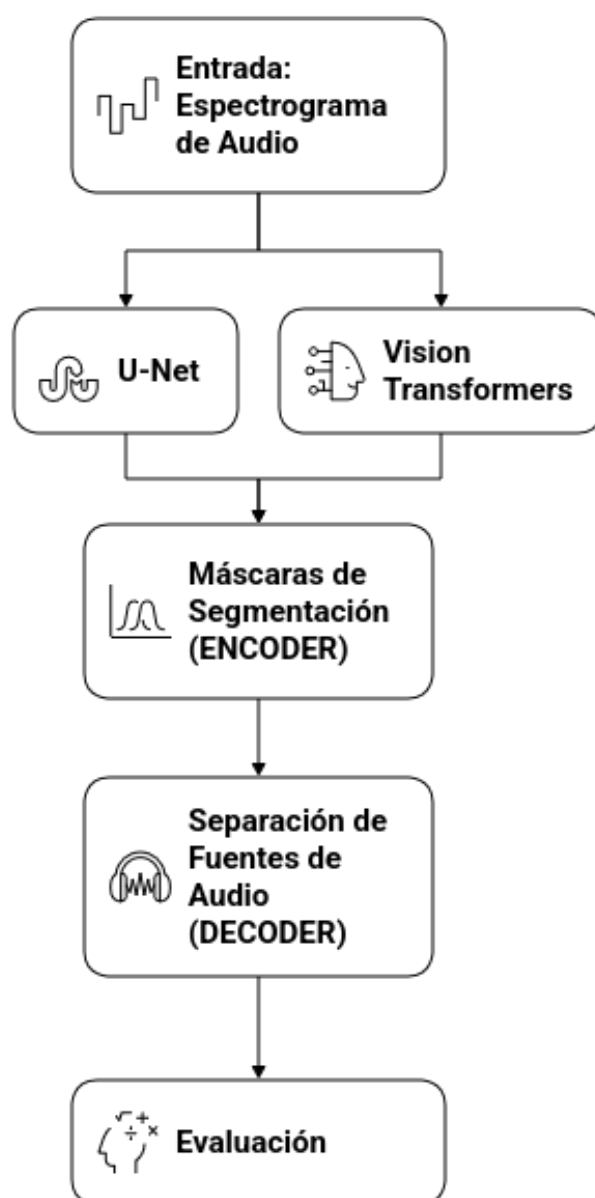 Entrada:
Espectrograma
de Audio
U-Net
Vision
Transformers
Máscaras de
Segmentación
(ENCODER)
Separación de
Fuentes de
Audio
(DECODER)
Evaluación